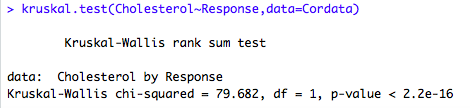 > kruskal.test(Cholesterol~Response,data=Cordata)
Kruskal-Wallis rank sum test
data:  Cholesterol by Response
Kruskal-Wallis chi-squared = 79.682, df = 1, p-value < 2.2e-16